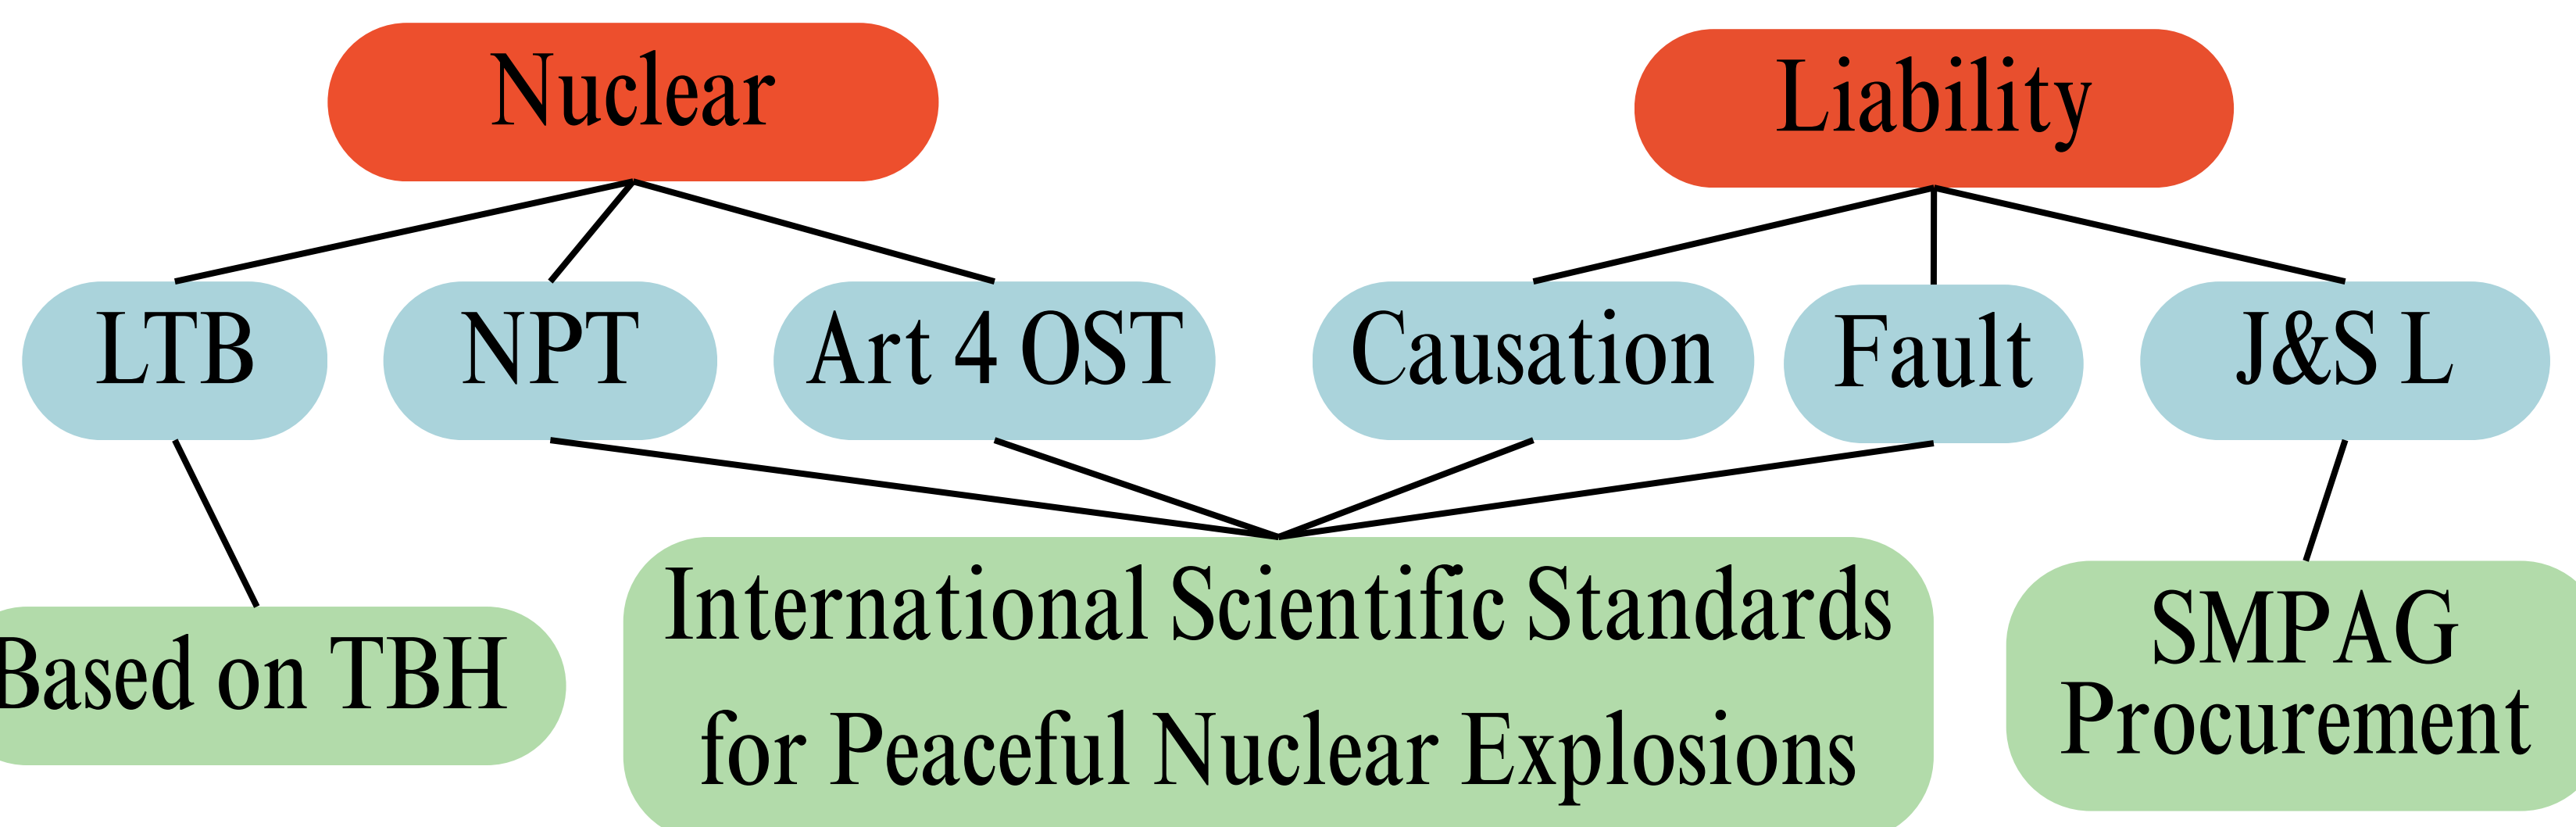 Nuclear
Liability
LTB
NPT
Art 4 OST
Causation
Fault
J&S L
Based on TBH
International Scientific Standards
for Peaceful Nuclear Explosions
SMPAG
Procurement